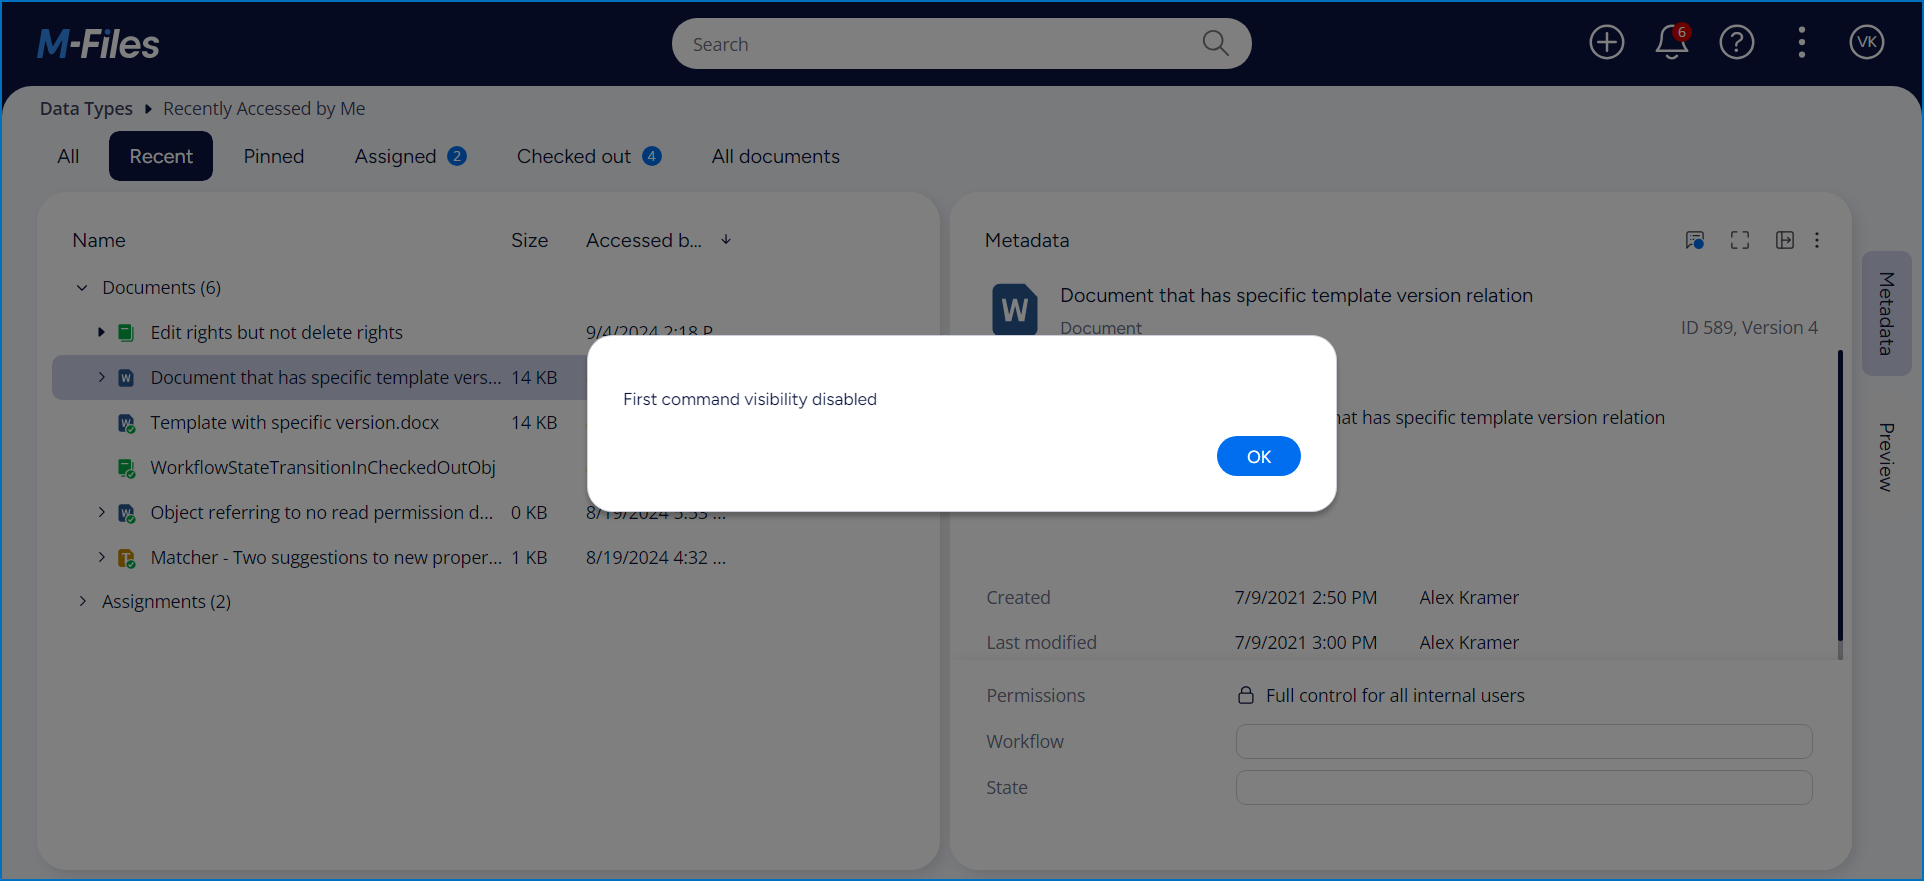 M-Files
Search
6
?
VK
Data Types Recently Accessed by Me
All Recent Pinned Assigned 2 Checked out 4 All documents
Name Size Accessed b...
Documents (6)
Edit rights but not delete rights 9/4/2024 2:18 P
Document that has specific template vers... 14 KB
Template with specific version.docx 14 KB
WorkflowStateTransitionInCheckedOutObj
Object referring to no read permission d... 0 KB 8/19/2024 5:53 ...
Matcher - Two suggestions to new proper... 1 KB 8/19/2024 4:32 ...
Assignments (2)
First command visibility disabled
OK
Metadata
W
Document that has specific template version relation
Document ID 589, Version 4
hat has specific template version relation
Created 7/9/2021 2:50 PM Alex Kramer
Last modified 7/9/2021 3:00 PM Alex Kramer
Permissions Full control for all internal users
Workflow
State
Metadata
Preview